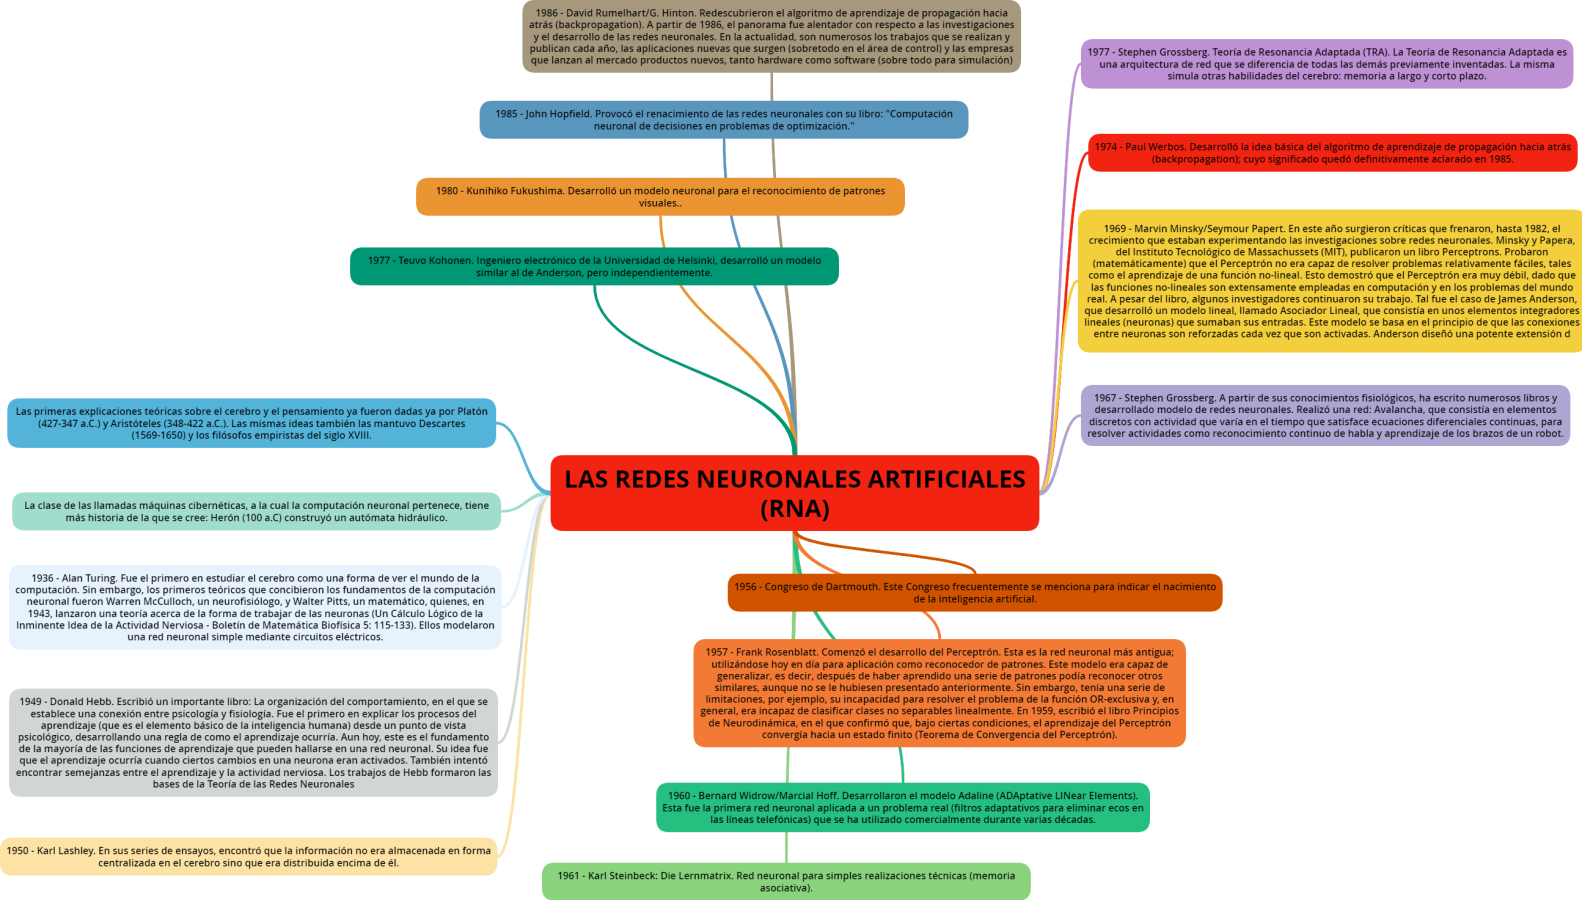 1986 - David Rumelhart/G. Hinton. Redescubrieron el algoritmo de aprendizaje de propagación hacia
atrás (backpropagation). A partir de 1986, el panorama fue alentador con respecto a las investigaciones
y el desarrollo de las redes neuronales. En la actualidad, son numerosos los trabajos que se realizan y
publican cada año, las aplicaciones nuevas que surgen (sobretodo en el área de control) y las empresas
que lanzan al mercado productos nuevos, tanto hardware como software (sobre todo para simulación)
1985 - John Hopfield. Provocó el renacimiento de las redes neuronales con su libro: "Computación
neuronal de decisiones en problemas de optimización."
1980 - Kunihiko Fukushima. Desarrolló un modelo neuronal para el reconocimiento de patrones
visuales..
1977 - Teuvo Kohonen. Ingeniero electrónico de la Universidad de Helsinki, desarrolló un modelo
similar al de Anderson, pero independientemente.
1977 - Stephen Grossberg. Teoría de Resonancia Adaptada (TRA). La Teoría de Resonancia Adaptada es
una arquitectura de red que se diferencia de todas las demás previamente inventadas. La misma
simula otras habilidades del cerebro: memoria a largo y corto plazo.
1974 - Paul Werbos. Desarrolló la idea básica del algoritmo de aprendizaje de propagación hacia atrás
(backpropagation); cuyo significado quedó definitivamente aclarado en 1985.
1969 - Marvin Minsky/Seymour Papert. En este año surgieron críticas que frenaron, hasta 1982, el
crecimiento que estaban experimentando las investigaciones sobre redes neuronales. Minsky y Papera,
del Instituto Tecnológico de Massachussets (MIT), publicaron un libro Perceptrons. Probaron
(matemáticamente) que el Perceptrón no era capaz de resolver problemas relativamente fáciles, tales
como el aprendizaje de una función no-lineal. Esto demostró que el Perceptrón era muy débil, dado que
las funciones no-lineales son extensamente empleadas en computación y en los problemas del mundo
real. A pesar del libro, algunos investigadores continuaron su trabajo. Tal fue el caso de James Anderson,
que desarrolló un modelo lineal, llamado Asociador Lineal, que consistía en unos elementos integradores
lineales (neuronas) que sumaban sus entradas. Este modelo se basa en el principio de que las conexiones
entre neuronas son reforzadas cada vez que son activadas. Anderson diseñó una potente extensión d
1967 - Stephen Grossberg. A partir de sus conocimientos fisiológicos, ha escrito numerosos libros y
desarrollado modelo de redes neuronales. Realizó una red: Avalancha, que consistía en elementos
discretos con actividad que varía en el tiempo que satisface ecuaciones diferenciales continuas, para
resolver actividades como reconocimiento continuo de habla y aprendizaje de los brazos de un robot.
LAS REDES NEURONALES ARTIFICIALES
(RNA)
Las primeras explicaciones teóricas sobre el cerebro y el pensamiento ya fueron dadas ya por Platón
(427-347 a.C.) y Aristóteles (348-422 a.C.). Las mismas ideas también las mantuvo Descartes
(1569-1650) y los filósofos empiristas del siglo XVIII.
La clase de las llamadas máquinas cibernéticas, a la cual la computación neuronal pertenece, tiene
más historia de la que se cree: Herón (100 a.C) construyó un autómata hidráulico.
1936 - Alan Turing. Fue el primero en estudiar el cerebro como una forma de ver el mundo de la
computación. Sin embargo, los primeros teóricos que concibieron los fundamentos de la computación
neuronal fueron Warren McCulloch, un neurofisiólogo, y Walter Pitts, un matemático, quienes, en
1943, lanzaron una teoría acerca de la forma de trabajar de las neuronas (Un Cálculo Lógico de la
Inminente Idea de la Actividad Nerviosa - Boletín de Matemática Biofísica 5: 115-133). Ellos modelaron
una red neuronal simple mediante circuitos eléctricos.
1949 - Donald Hebb. Escribió un importante libro: La organización del comportamiento, en el que se
establece una conexión entre psicología y fisiología. Fue el primero en explicar los procesos del
aprendizaje (que es el elemento básico de la inteligencia humana) desde un punto de vista
psicológico, desarrollando una regla de como el aprendizaje ocurría. Aun hoy, este es el fundamento
de la mayoría de las funciones de aprendizaje que pueden hallarse en una red neuronal. Su idea fue
que el aprendizaje ocurría cuando ciertos cambios en una neurona eran activados. También intentó
encontrar semejanzas entre el aprendizaje y la actividad nerviosa. Los trabajos de Hebb formaron las
bases de la Teoría de las Redes Neuronales
1950 - Karl Lashley. En sus series de ensayos, encontró que la información no era almacenada en forma
centralizada en el cerebro sino que era distribuida encima de él.
1956 - Congreso de Dartmouth. Este Congreso frecuentemente se menciona para indicar el nacimiento
de la inteligencia artificial.
1957 - Frank Rosenblatt. Comenzó el desarrollo del Perceptrón. Esta es la red neuronal más antigua;
utilizándose hoy en día para aplicación como reconocedor de patrones. Este modelo era capaz de
generalizar, es decir, después de haber aprendido una serie de patrones podía reconocer otros
similares, aunque no se le hubiesen presentado anteriormente. Sin embargo, tenía una serie de
limitaciones, por ejemplo, su incapacidad para resolver el problema de la función OR-exclusiva y, en
general, era incapaz de clasificar clases no separables linealmente. En 1959, escribió el libro Principios
de Neurodinámica, en el que confirmó que, bajo ciertas condiciones, el aprendizaje del Perceptrón
convergía hacia un estado finito (Teorema de Convergencia del Perceptrón).
1960 - Bernard Widrow/Marcial Hoff. Desarrollaron el modelo Adaline (ADAptative LINear Elements).
Esta fue la primera red neuronal aplicada a un problema real (filtros adaptativos para eliminar ecos en
las líneas telefónicas) que se ha utilizado comercialmente durante varias décadas.
1961 - Karl Steinbeck: Die Lernmatrix. Red neuronal para simples realizaciones técnicas (memoria
asociativa).